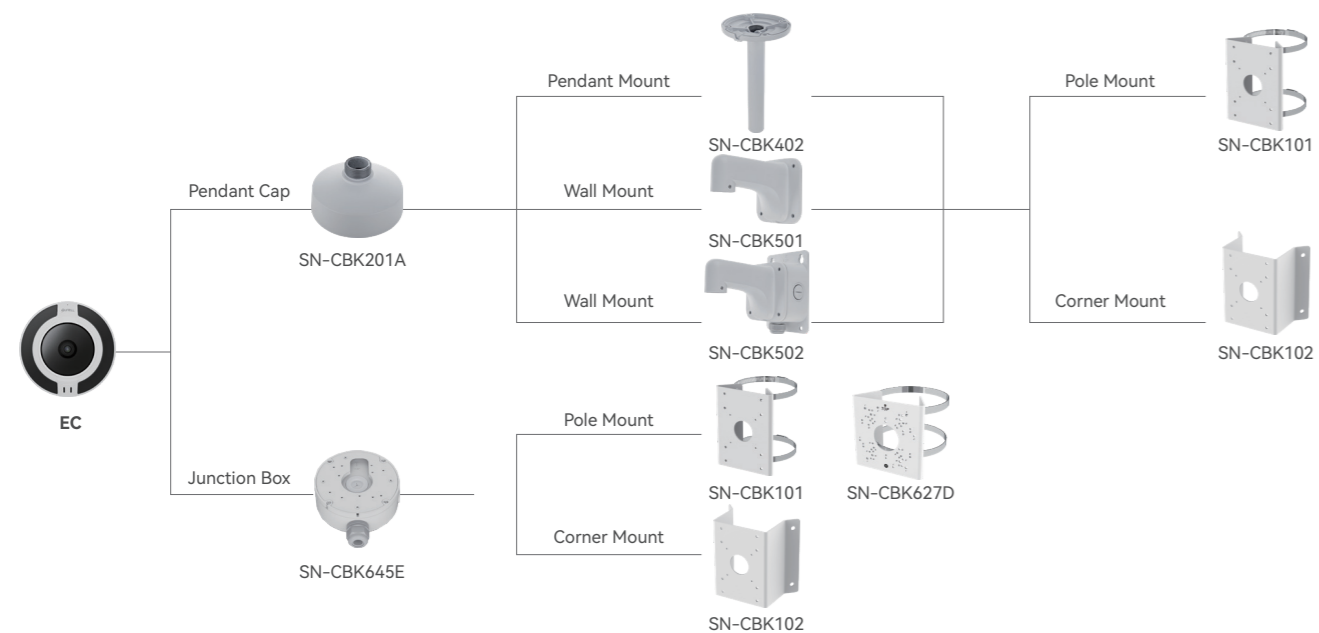 Pendant Mount
Pole Mount
SN-CBK402
SN-CBK101
Pendant Cap
Wall Mount
SN-CBK201A
SN-CBK501
Wall Mount
Corner Mount
SN-CBK502
SN-CBK102
EC
Pole Mount
Junction Box
SN-CBK101
SN-CBK627D
Corner Mount
SN-CBK645E
SN-CBK102